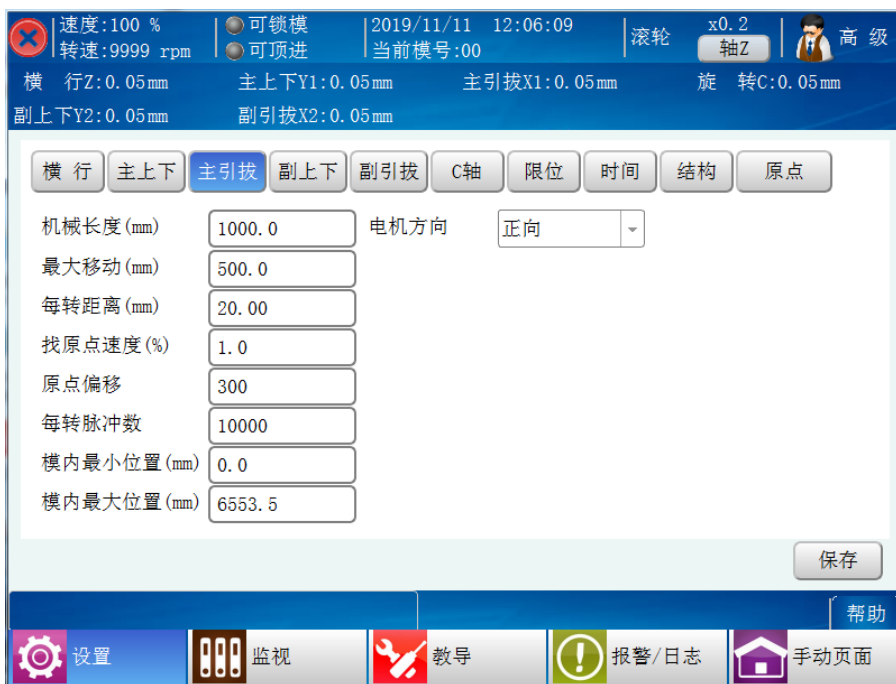 速度:100 % 可锁模 2019/11/11 12:06:09 滚轮 x0.2 高 级
转速:9999 rpm 可顶进 当前模号:00 轴Z
横 行Z:0.05mm 主上下Y1:0.05mm 主引拔X1:0.05mm 旋 转C:0.05mm
副上下Y2:0.05mm 副引拔X2:0.05mm
横 行 主上下 主引拔 副上下 副引拔 C轴 限位 时间 结构 原点
机械长度(mm) 1000.0 电机方向 正向
最大移动(mm) 500.0
每转距离(mm) 20.00
找原点速度(%) 1.0
原点偏移 300
每转脉冲数 10000
模内最小位置(mm) 0.0
模内最大位置(mm) 6553.5
保存
帮助
设置 监视 教导 报警/日志 手动页面